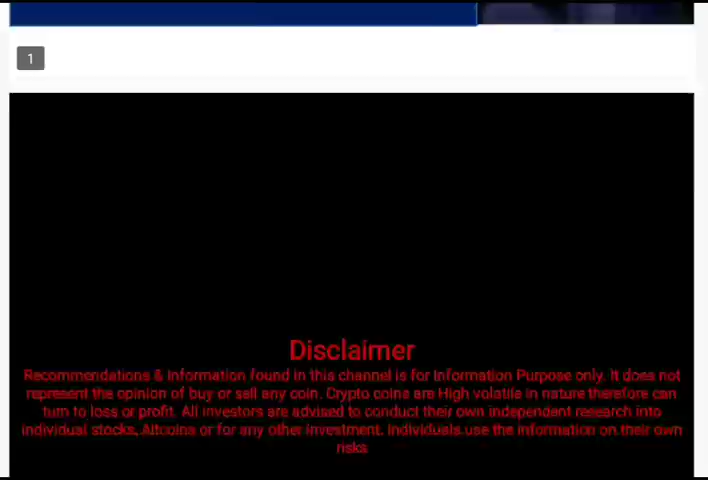 1
Disclaimer
Recommendations & Information found in this channel is for Information Purpose only. It does not
represent the opinion of buy or sell any coin. Crypto coins are High volatile in nature therefore can
turn to loss or profit. All investors are advised to conduct their own independent research into
individual stocks, Altcoins or for any other investment. Individuals use the information on their own
risks